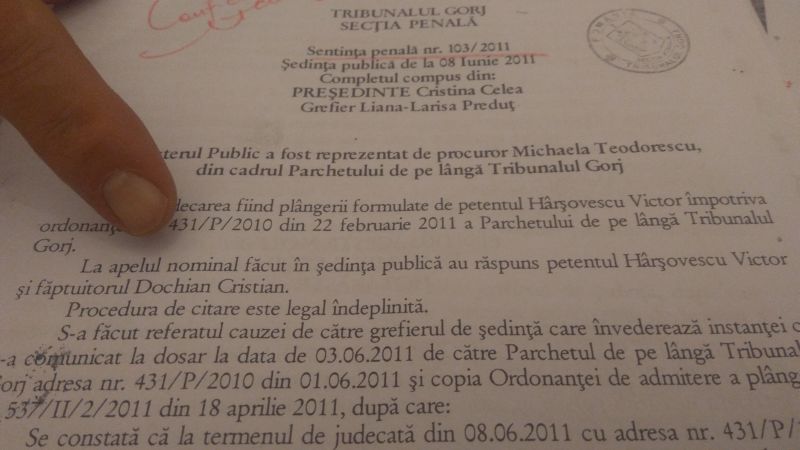 TRIBUNALUL GORJ
SECŢIA PENALĂ
Sentinţa penală nr. 103/2011
Şedinţa publică de la 08 Iunie 2011
Completul compus din:
PREŞEDINTE Cristina Celea
Grefier Liana-Larisa Preduţ
terul Public a fost reprezentat de procuror Michaela Teodorescu,
din cadrul Parchetului de pe lângă Tribunalul Gorj
decarea fiind plângerii formulate de petentul Hârşovescu Victor împotriva
ordonanţe 431/P/2010 din 22 februarie 2011 a Parchetului de pe lângă Tribunalul
Gorj.
La apelul nominal făcut în şedinţa publică au răspuns petentul Hârşovescu Victor
şi făptuitorul Dochian Cristian.
Procedura de citare este legal îndeplinită.
S-a făcut referatul cauzei de către grefierul de şedinţă care învederează instanţei c
-a comunicat la dosar la data de 03.06.2011 de către Parchetul de pe lângă Tribunal
Gorj adresa nr. 431/P/2010 din 01.06.2011 şi copia Ordonanţei de admitere a plâng
537/II/2/2011 din 18 aprilie 2011, după care:
Se constată că la termenul de judecată din 08.06.2011 cu adresa nr. 431/P/